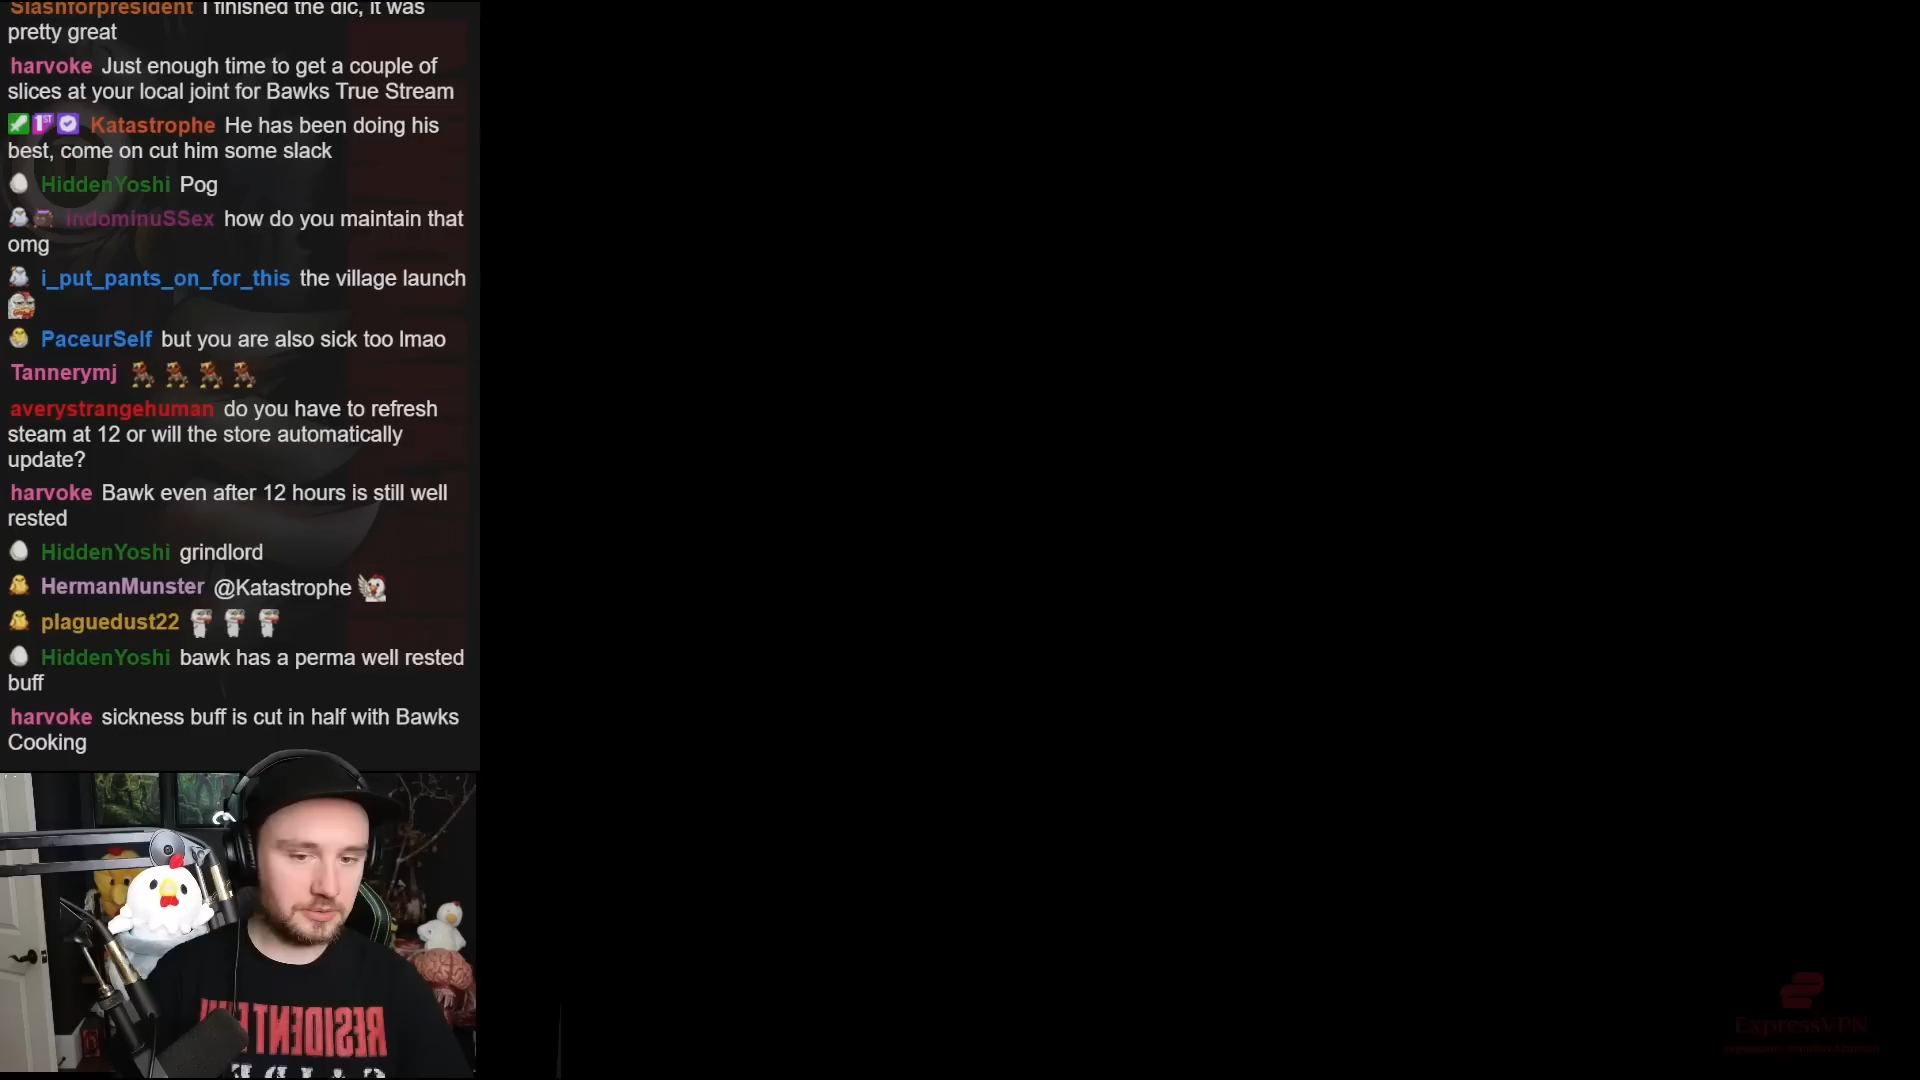 Slashforpresident I finished the dic, it was
pretty great
harvoke Just enough time to get a couple of
slices at your local joint for Bawks True Stream
1ST Katastrophe He has been doing his
best, come on cut him some slack
HiddenYoshi Pog
indominuSSex how do you maintain that
omg
i_put_pants_on_for_this the village launch
PaceurSelf but you are also sick too lmao
Tannerymj
averystrangehuman do you have to refresh
steam at 12 or will the store automatically
update?
harvoke Bawk even after 12 hours is still well
rested
HiddenYoshi grindlord
HermanMunster @Katastrophe
plaguedust22
HiddenYoshi bawk has a perma well rested
buff
harvoke sickness buff is cut in half with Bawks
Cooking
RESIDENT
ExpressVPN